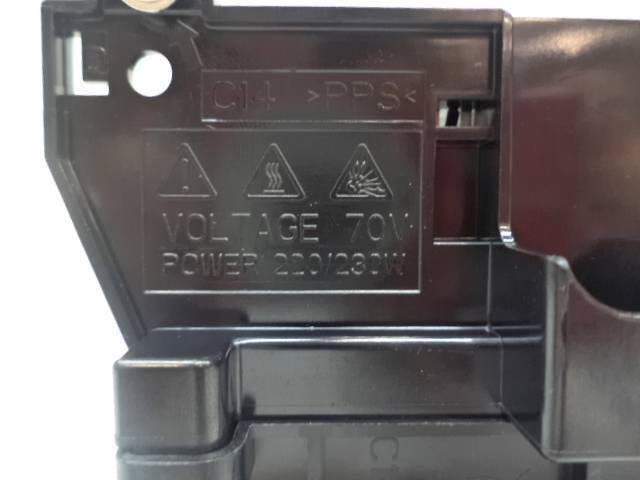 C14 >PPS<
VOLTAGE 70V
POWER 220/230W